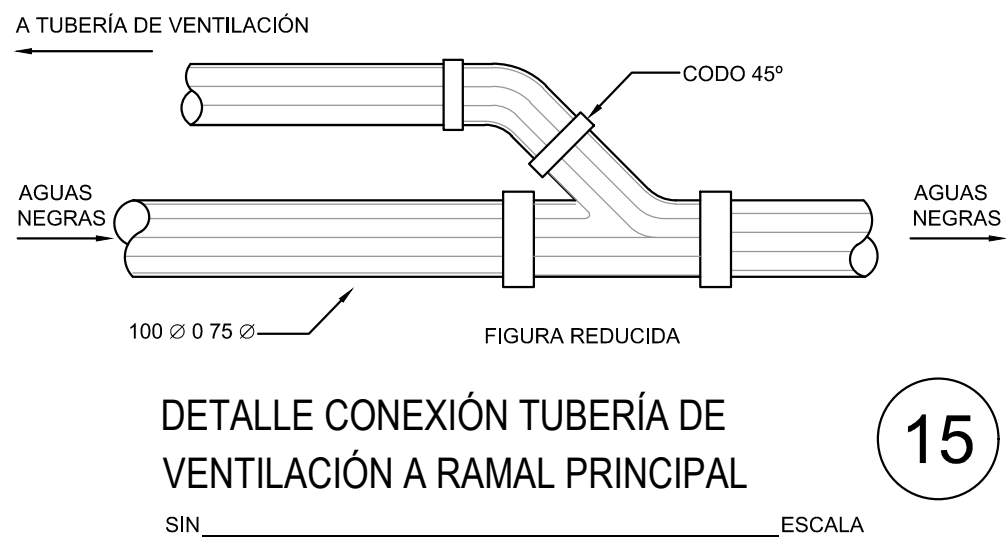 A TUBERÍA DE VENTILACIÓN
CODO 45º
AGUAS
NEGRAS
AGUAS
NEGRAS
100 ∅ 0 75 ∅
FIGURA REDUCIDA
DETALLE CONEXIÓN TUBERÍA DE
VENTILACIÓN A RAMAL PRINCIPAL
15
SIN ESCALA